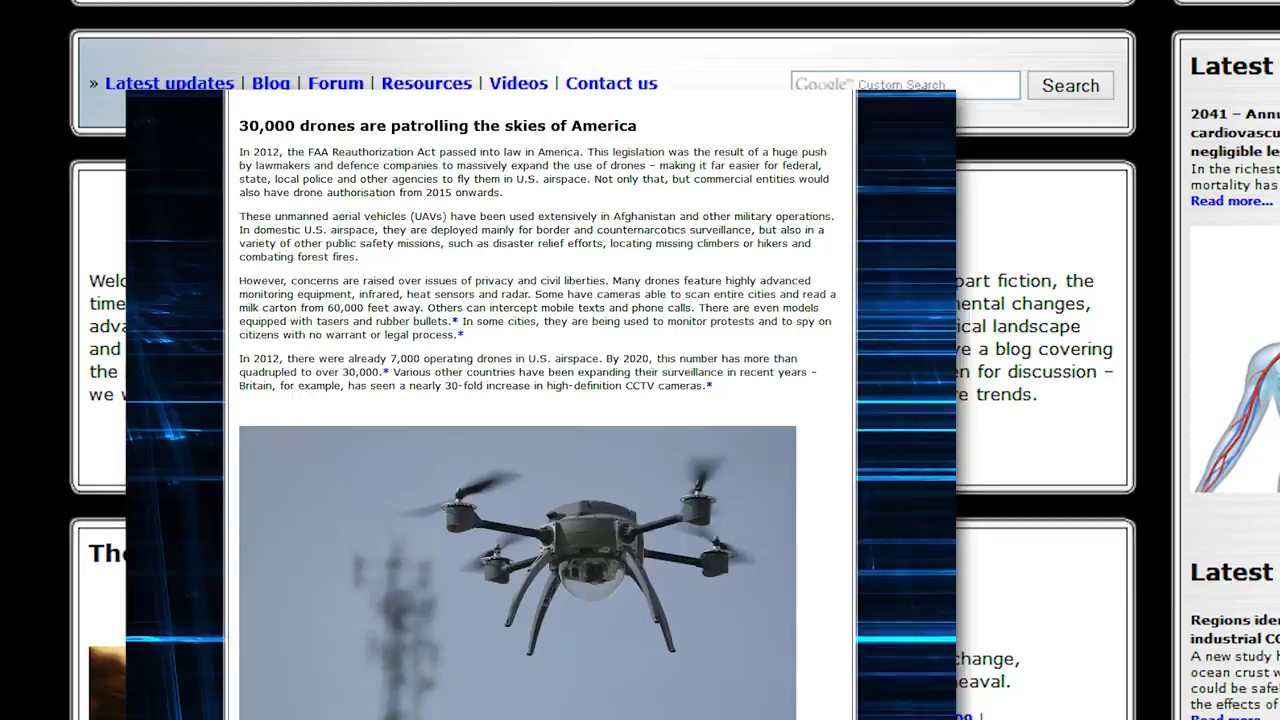 » Latest updates | Blog | Forum | Resources | Videos | Contact us
Google™ Custom Search
Search
30,000 drones are patrolling the skies of America
In 2012, the FAA Reauthorization Act passed into law in America. This legislation was the result of a huge push
by lawmakers and defence companies to massively expand the use of drones – making it far easier for federal,
state, local police and other agencies to fly them in U.S. airspace. Not only that, but commercial entities would
also have drone authorisation from 2015 onwards.
These unmanned aerial vehicles (UAVs) have been used extensively in Afghanistan and other military operations.
In domestic U.S. airspace, they are deployed mainly for border and counternarcotics surveillance, but also in a
variety of other public safety missions, such as disaster relief efforts, locating missing climbers or hikers and
combating forest fires.
However, concerns are raised over issues of privacy and civil liberties. Many drones feature highly advanced
monitoring equipment, infrared, heat sensors and radar. Some have cameras able to scan entire cities and read a
milk carton from 60,000 feet away. Others can intercept mobile texts and phone calls. There are even models
equipped with tasers and rubber bullets.* In some cities, they are being used to monitor protests and to spy on
citizens with no warrant or legal process.*
In 2012, there were already 7,000 operating drones in U.S. airspace. By 2020, this number has more than
quadrupled to over 30,000.* Various other countries have been expanding their surveillance in recent years –
Britain, for example, has seen a nearly 30-fold increase in high-definition CCTV cameras.*
Welc
time
adva
and
the
we
part fiction, the
mental changes,
ical landscape
e a blog covering
en for discussion –
re trends.
The
change,
eaval.
Latest
2041 – Annu
cardiovascu
negligible le
In the richest
mortality has
Read more...
Latest
Regions iden
industrial CO
A new study h
ocean crust w
could be safel
the effects of
Read more